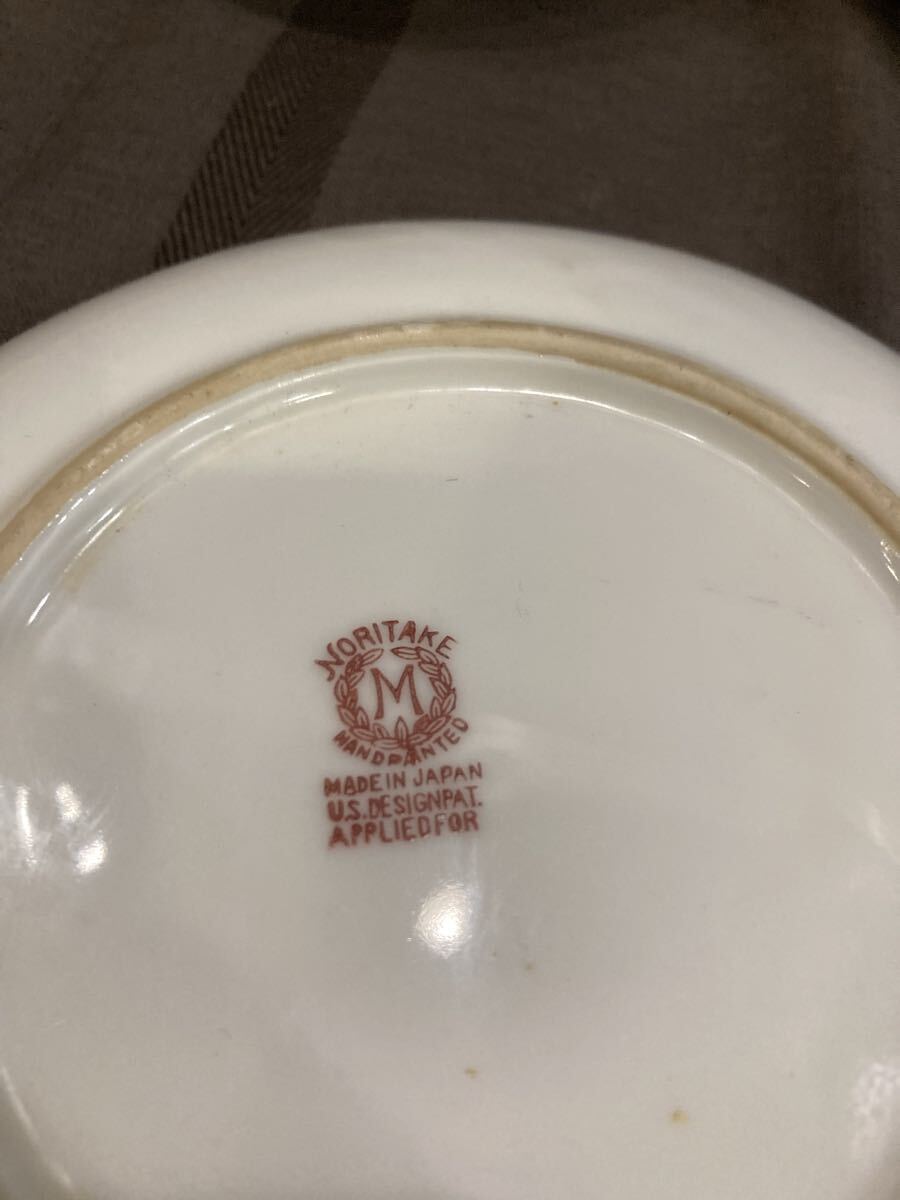 NORITAKE
M
HANDPAINTED
MADE IN JAPAN
U.S. DESIGN PAT.
APPLIED FOR